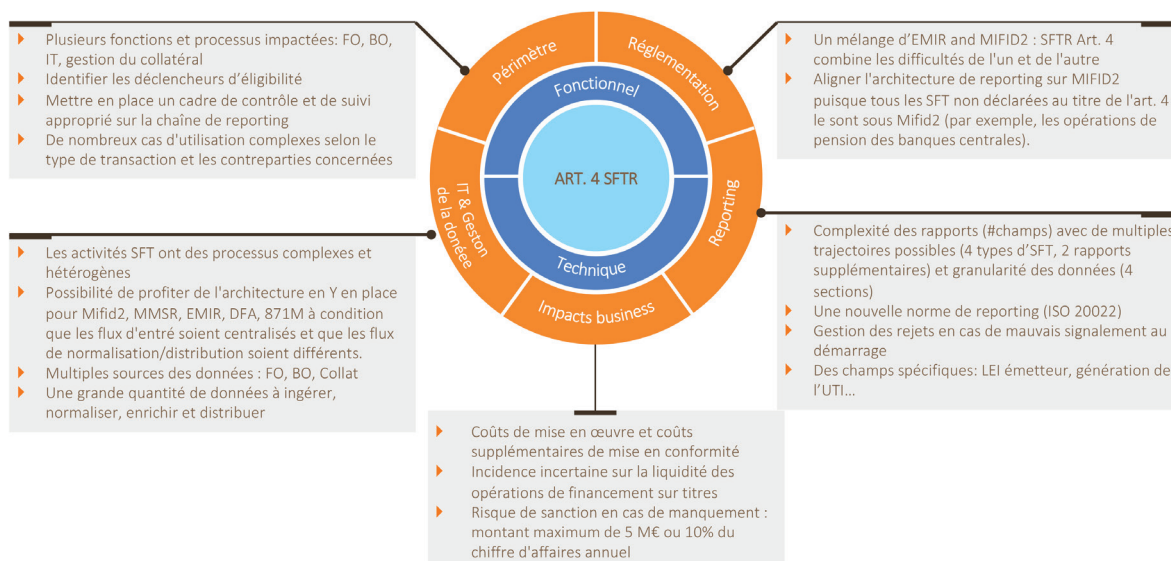 Plusieurs fonctions et processus impactées: FO, BO,
IT, gestion du collatéral
Identifier les déclencheurs d'éligibilité
Mettre en place un cadre de contrôle et de suivi
approprié sur la chaîne de reporting
De nombreux cas d'utilisation complexes selon le
type de transaction et les contreparties concernées
Périmètre
Réglementation
Fonctionnel
ART. 4 SFTR
Technique
IT & Geston
de la donéee
Reporting
Impacts business
Un mélange d'EMIR and MIFID2 : SFTR Art. 4
combine les difficultés de l'un et de l'autre
Aligner l'architecture de reporting sur MIFID2
puisque tous les SFT non déclarées au titre de l'art. 4
le sont sous Mifid2 (par exemple, les opérations de
pension des banques centrales).
Les activités SFT ont des processus complexes et
hétérogènes
Possibilité de profiter de l'architecture en Y en place
pour Mifid2, MMSR, EMIR, DFA, 871M à condition
que les flux d'entré soient centralisés et que les flux
de normalisation/distribution soient différents.
Multiples sources des données : FO, BO, Collat
Une grande quantité de données à ingérer,
normaliser, enrichir et distribuer
Complexité des rapports (#champs) avec de multiples
trajectoires possibles (4 types d'SFT, 2 rapports
supplémentaires) et granularité des données (4
sections)
Une nouvelle norme de reporting (ISO 20022)
Gestion des rejets en cas de mauvais signalement au
démarrage
Des champs spécifiques: LEI émetteur, génération de
l'UTI...
Coûts de mise en œuvre et coûts
supplémentaires de mise en conformité
Incidence incertaine sur la liquidité des
opérations de financement sur titres
Risque de sanction en cas de manquement :
montant maximum de 5 M€ ou 10% du
chiffre d'affaires annuel